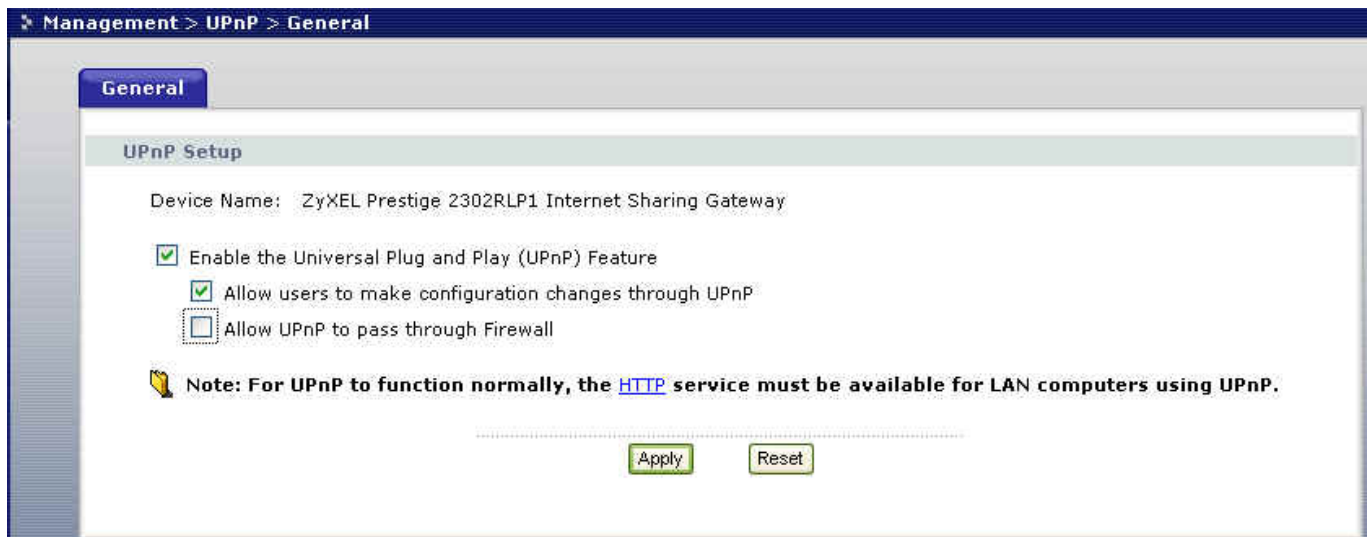 Management > UPnP > General
General
UPnP Setup
Device Name: ZyXEL Prestige 2302RLP1 Internet Sharing Gateway
Enable the Universal Plug and Play (UPnP) Feature
Allow users to make configuration changes through UPnP
Allow UPnP to pass through Firewall
Note: For UPnP to function normally, the HTTP service must be available for LAN computers using UPnP.
Apply Reset